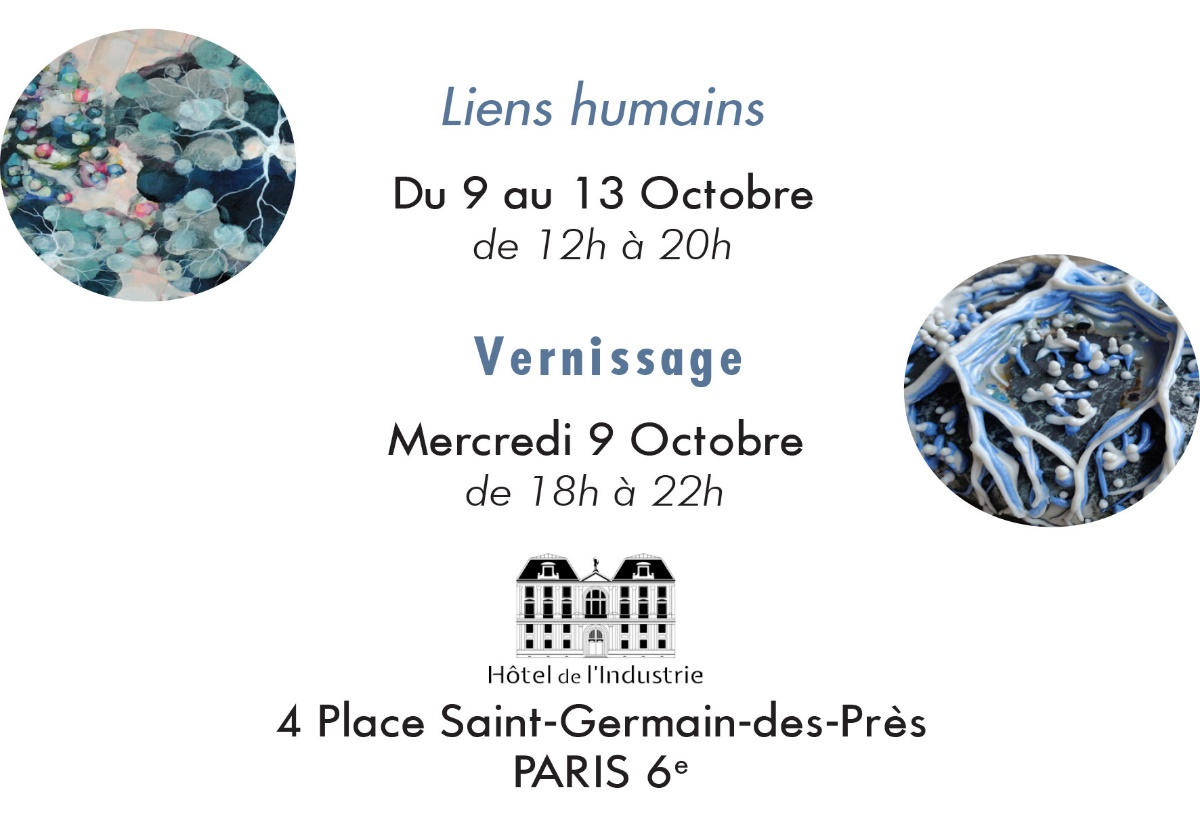 Liens humains
Du 9 au 13 Octobre
de 12h à 20h
Vernissage
Mercredi 9 Octobre
de 18h à 22h
Hôtel de l'Industrie
4 Place Saint-Germain-des-Près
PARIS 6e